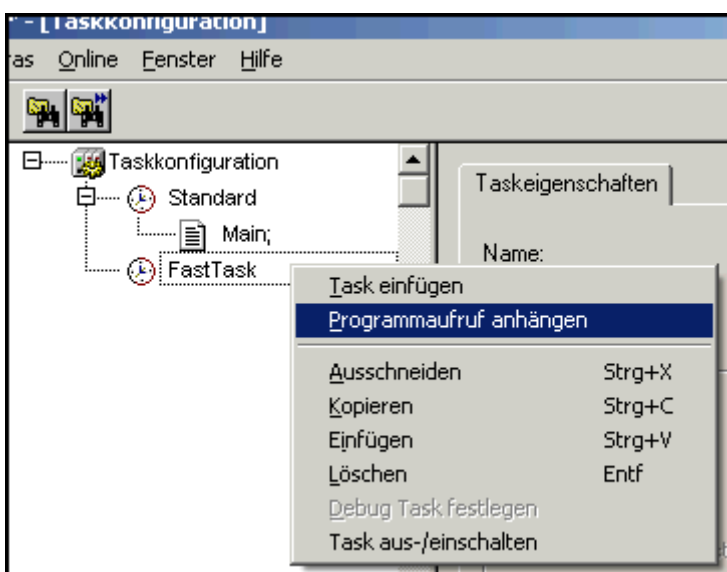 - [Taskkonfiguration]
as Online Fenster Hilfe
Taskkonfiguration
Standard
Main;
FastTask
Taskeigenschaften
Name:
Task einfügen
Programmaufruf anhängen
Ausschneiden Strg+X
Kopieren Strg+C
Einfügen Strg+V
Löschen Entf
Debug Task festlegen
Task aus-/einschalten